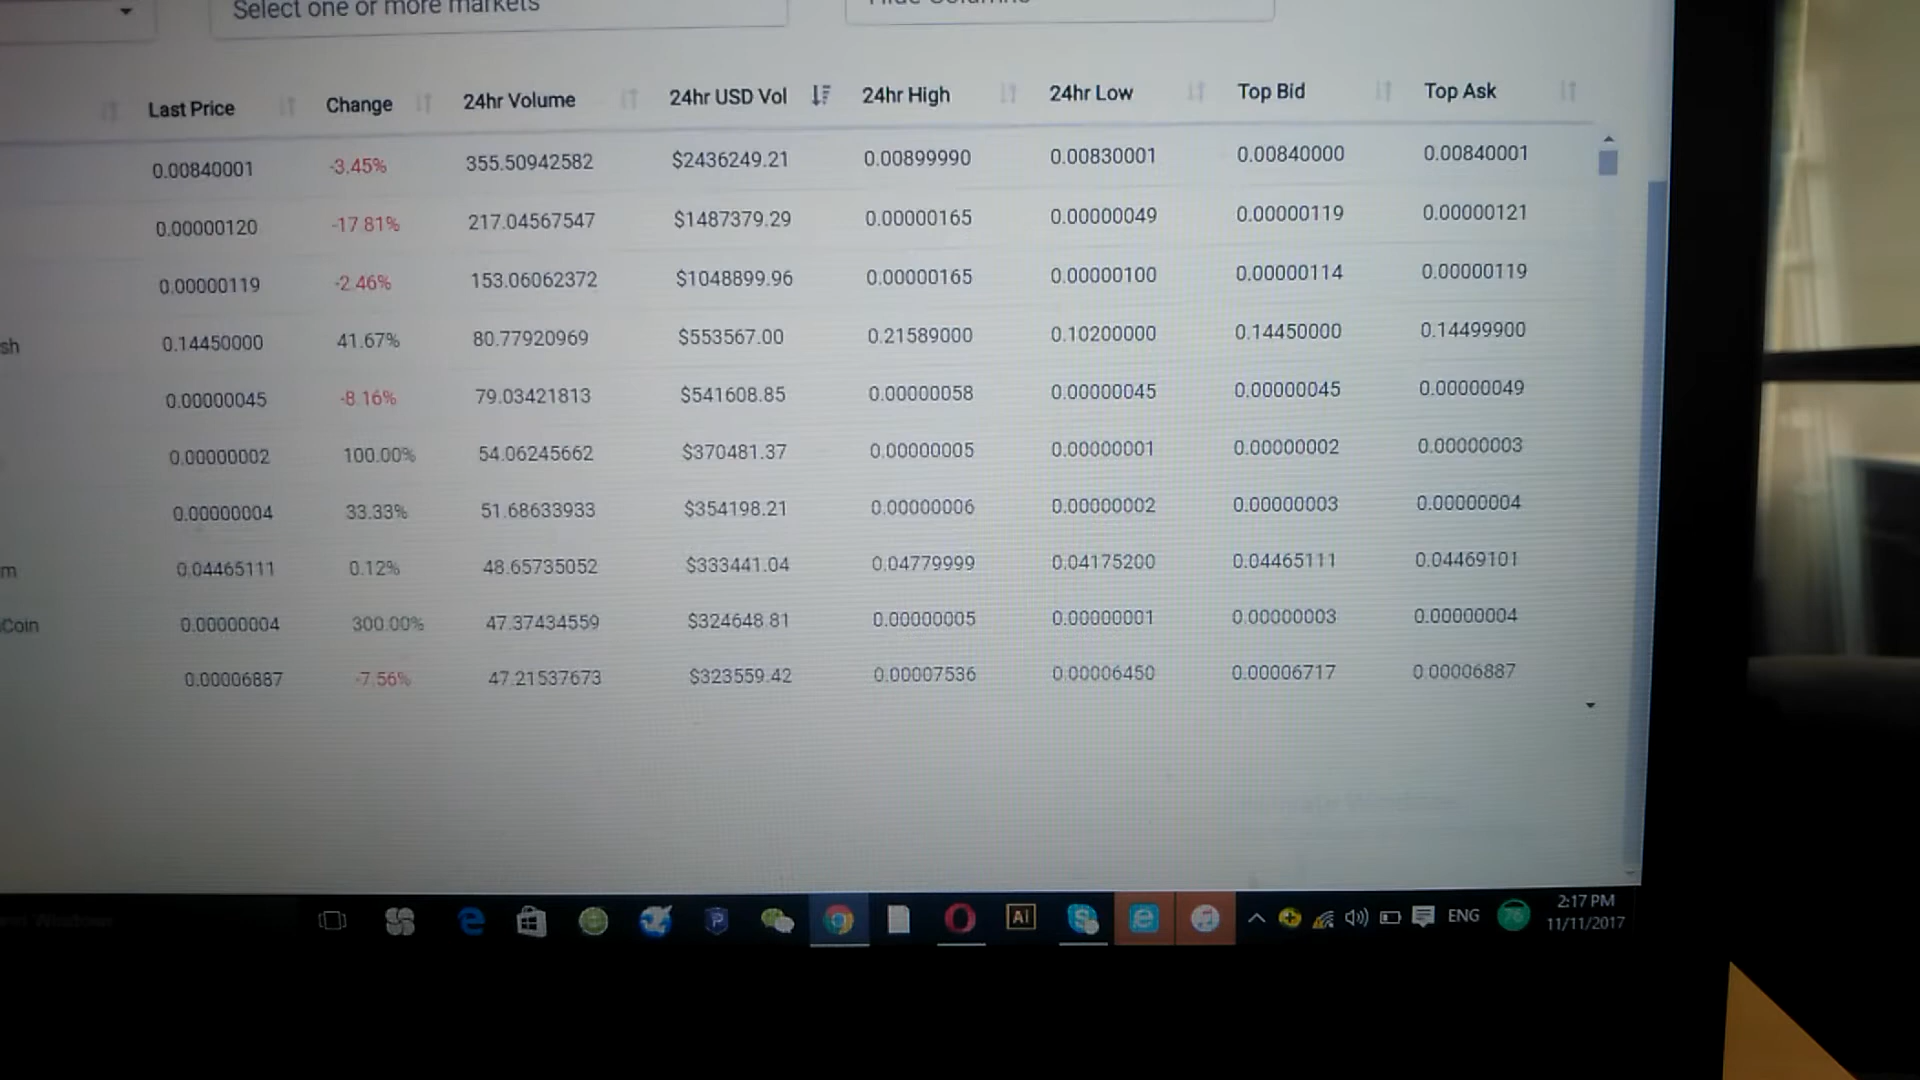 Select one or more markets
Hide Columns
Last Price Change 24hr Volume 24hr USD Vol 24hr High 24hr Low Top Bid Top Ask
0.00840001 -3.45% 355.50942582 $2436249.21 0.00899990 0.00830001 0.00840000 0.00840001
0.00000120 -17.81% 217.04567547 $1487379.29 0.00000165 0.00000049 0.00000119 0.00000121
0.00000119 -2.46% 153.06062372 $1048899.96 0.00000165 0.00000100 0.00000114 0.00000119
sh 0.14450000 41.67% 80.77920969 $553567.00 0.21589000 0.10200000 0.14450000 0.14499900
0.00000045 -8.16% 79.03421813 $541608.85 0.00000058 0.00000045 0.00000045 0.00000049
0.00000002 100.00% 54.06245662 $370481.37 0.00000005 0.00000001 0.00000002 0.00000003
0.00000004 33.33% 51.68633933 $354198.21 0.00000006 0.00000002 0.00000003 0.00000004
m 0.04465111 0.12% 48.65735052 $333441.04 0.04779999 0.04175200 0.04465111 0.04469101
Coin 0.00000004 300.00% 47.37434559 $324648.81 0.00000005 0.00000001 0.00000003 0.00000004
0.00006887 -7.56% 47.21537673 $323559.42 0.00007536 0.00006450 0.00006717 0.00006887
Ai
ENG
76
2:17 PM
11/11/2017